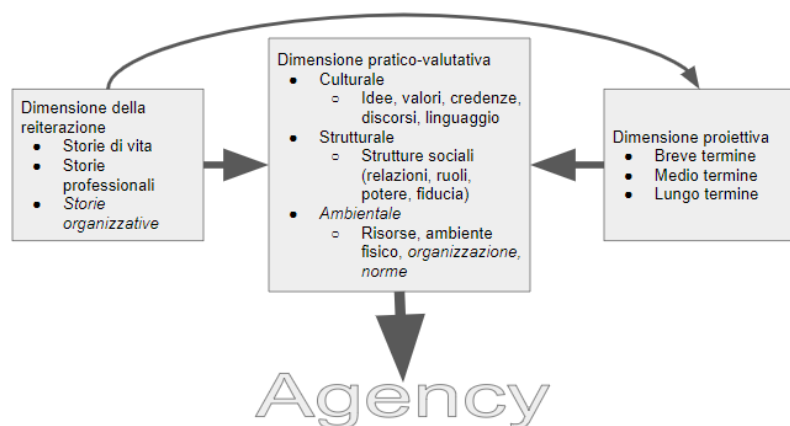 Dimensione della
reiterazione
● Storie di vita
● Storie
professionali
● Storie
organizzative
Dimensione pratico-valutativa
● Culturale
○ Idee, valori, credenze,
discorsi, linguaggio
● Strutturale
○ Strutture sociali
(relazioni, ruoli,
potere, fiducia)
● Ambientale
○ Risorse, ambiente
fisico, organizzazione,
norme
Dimensione proiettiva
● Breve termine
● Medio termine
● Lungo termine
Agency